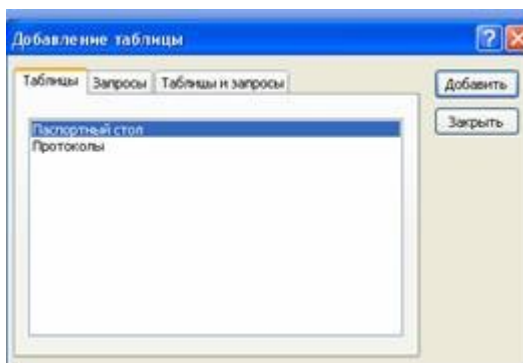 Добавление таблицы
Таблицы Запросы Таблицы и запросы
Добавить
Паспортный стол
Закрыть
Протоколы